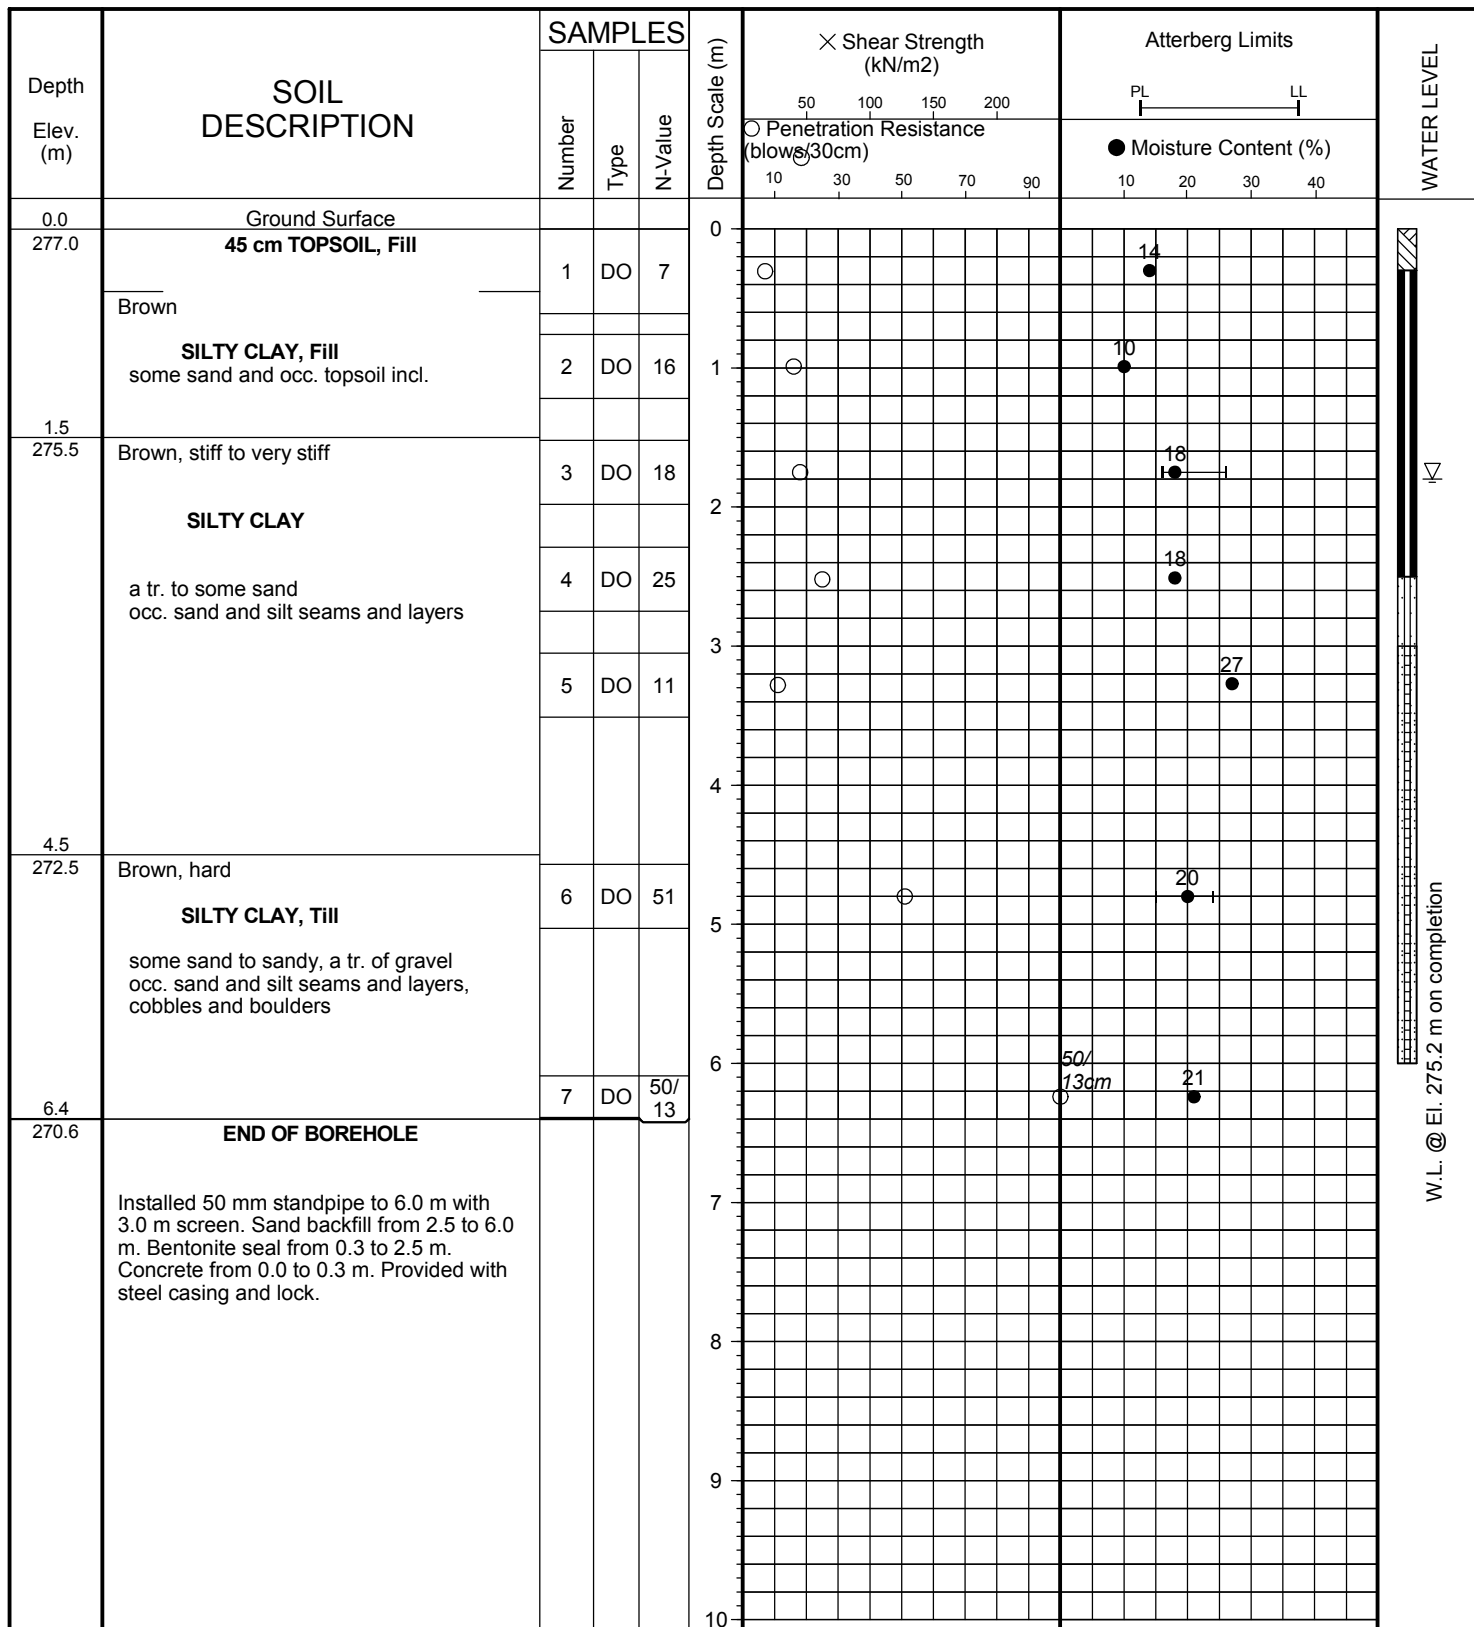 SAMPLES
Depth
Elev.
(m)
SOIL
DESCRIPTION
Number
Type
N-Value
Depth Scale (m)
Shear Strength
(kN/m2)
50 100 150 200
Penetration Resistance
(blows/30cm)
10 30 50 70 90
Atterberg Limits
PL LL
Moisture Content (%)
10 20 30 40
WATER LEVEL
0.0
Ground Surface
277.0
45 cm TOPSOIL, Fill
0
1 DO 7
14
Brown
SILTY CLAY, Fill
some sand and occ. topsoil incl.
2 DO 16
1
10
1.5
275.5
Brown, stiff to very stiff
3 DO 18
18
SILTY CLAY
2
a tr. to some sand
occ. sand and silt seams and layers
4 DO 25
18
3
5 DO 11
27
4
4.5
272.5
Brown, hard
SILTY CLAY, Till
6 DO 51
20
5
some sand to sandy, a tr. of gravel
occ. sand and silt seams and layers,
cobbles and boulders
6
50/
13cm
7 DO 50/
13
21
6.4
270.6
END OF BOREHOLE
Installed 50 mm standpipe to 6.0 m with
3.0 m screen. Sand backfill from 2.5 to 6.0
m. Bentonite seal from 0.3 to 2.5 m.
Concrete from 0.0 to 0.3 m. Provided with
steel casing and lock.
7
8
9
10
W.L. @ El. 275.2 m on completion